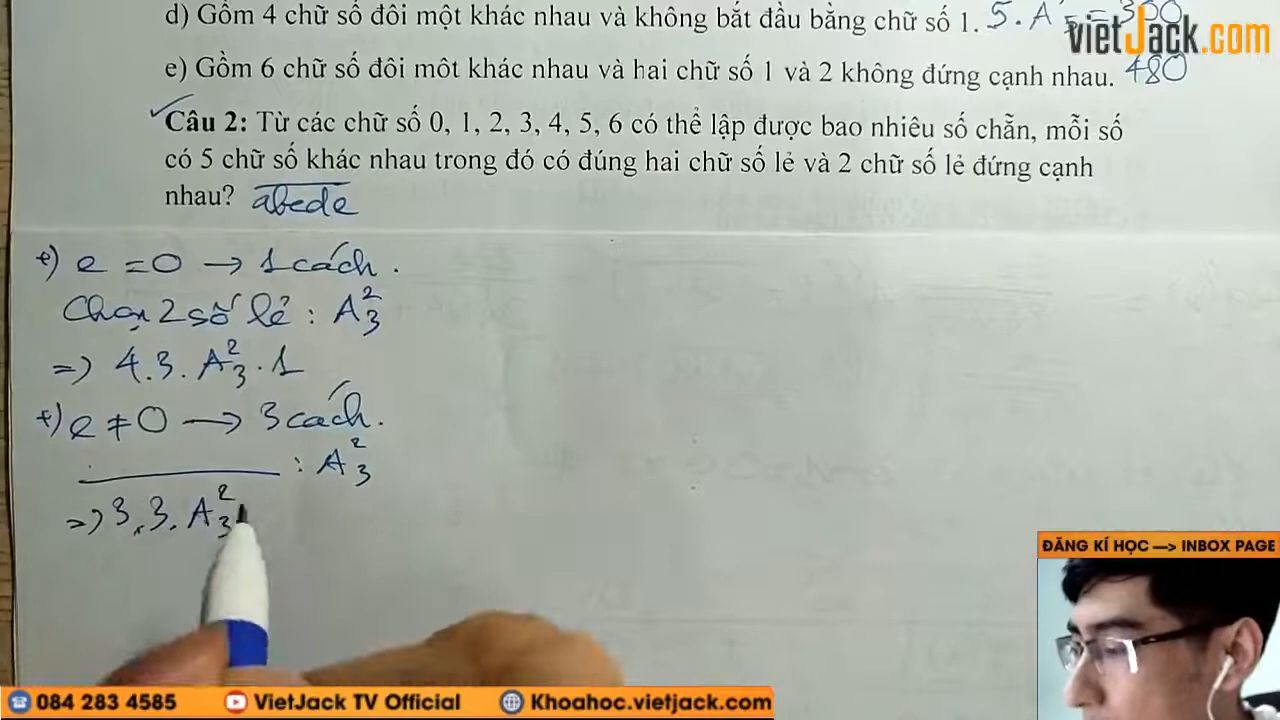 d) Gồm 4 chữ số đôi một khác nhau và không bắt đầu bằng chữ số 1. 5. A 5 = 300
vietJack.com
e) Gồm 6 chữ số đôi môt khác nhau và hai chữ số 1 và 2 không đứng cạnh nhau. 480
Câu 2: Từ các chữ số 0, 1, 2, 3, 4, 5, 6 có thể lập được bao nhiêu số chẵn, mỗi số
có 5 chữ số khác nhau trong đó có đúng hai chữ số lẻ và 2 chữ số lẻ đứng cạnh
nhau? abcde
+) e = 0 → 1 cách.
Chọn 2 số lẻ : A²₃
=> 4.3. A²₃ . 1
+) e ≠ 0 → 3 cách.
: A²₃
=> 3.3. A²₃
ĐĂNG KÍ HỌC —> INBOX PAGE
084 283 4585 VietJack TV Official Khoahoc.vietjack.com